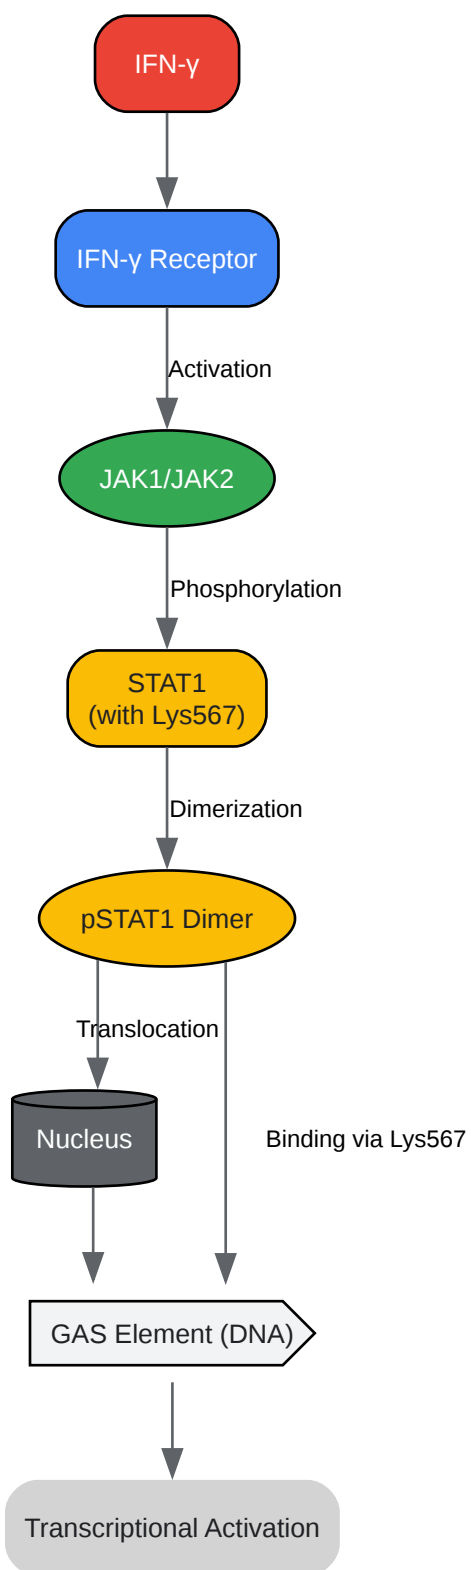 IFN-γ
IFN-γ Receptor
Activation
JAK1/JAK2
Phosphorylation
STAT1
(with Lys567)
Dimerization
pSTAT1 Dimer
Translocation
Nucleus
Binding via Lys567
GAS Element (DNA)
Transcriptional Activation